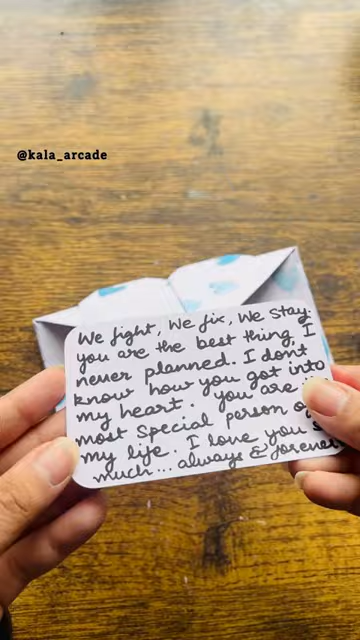 @kala_arcade
We fight, We fix, We Stay.
you are the best thing, I
never planned. I don't
know how you got into
my heart. you are
most Special person
my life. I love you
much... always & forever